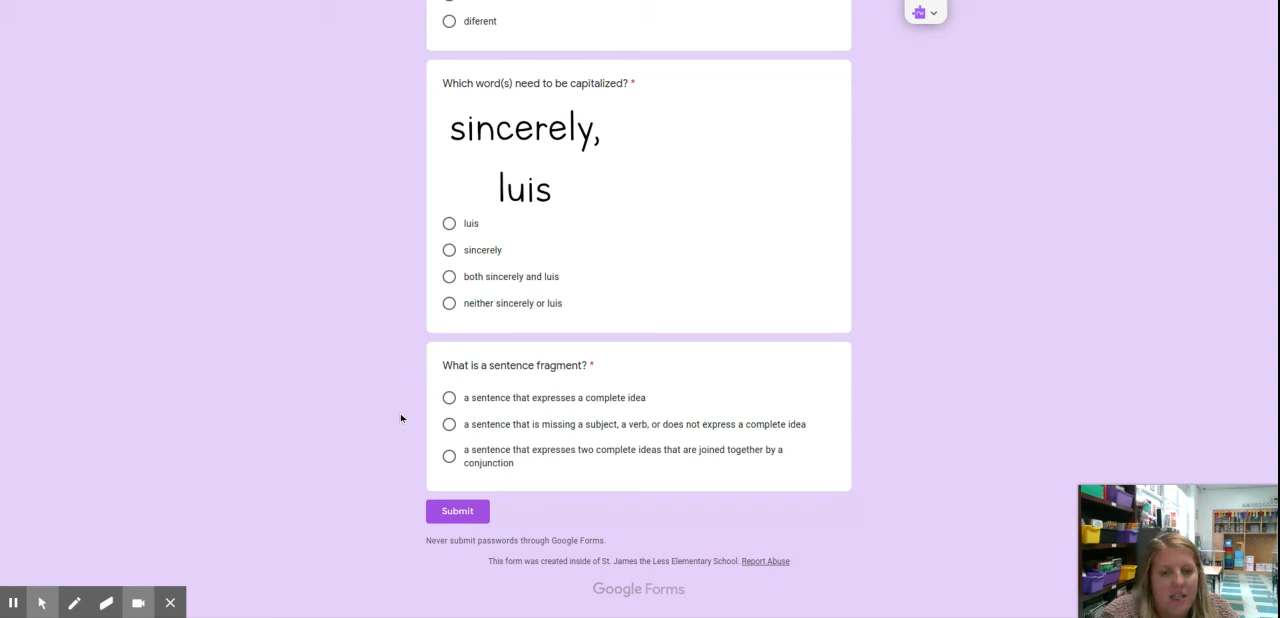 diferent
Which word(s) need to be capitalized? *
sincerely,
luis
luis
sincerely
both sincerely and luis
neither sincerely or luis
What is a sentence fragment? *
a sentence that expresses a complete idea
a sentence that is missing a subject, a verb, or does not express a complete idea
a sentence that expresses two complete ideas that are joined together by a
conjunction
Submit
Never submit passwords through Google Forms.
This form was created inside of St. James the Less Elementary School. Report Abuse
Google Forms